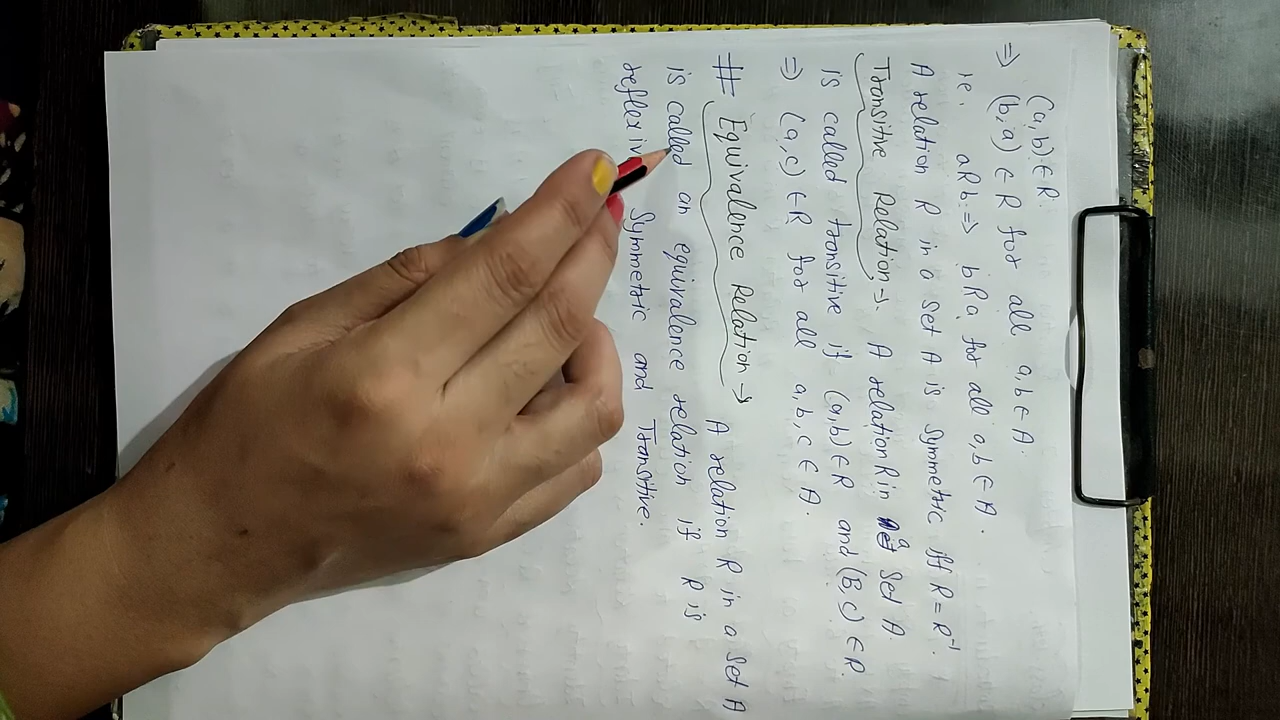 (a,b) ∈ R.
⇒ (b,a) ∈ R for all a,b ∈ A.
ie. aRb ⇒ bRa for all a,b ∈ A.
A relation R in a Set A is Symmetric iff R = R⁻¹.
Transitive Relation → A relation R in a Set A
is called transitive if (a,b) ∈ R and (B,c) ∈ R.
⇒ (a,c) ∈ R for all a,b,c ∈ A.
# Equivalence Relation → A relation R in a Set A
is called an equivalence relation if R is
Symmetric and Transitive.